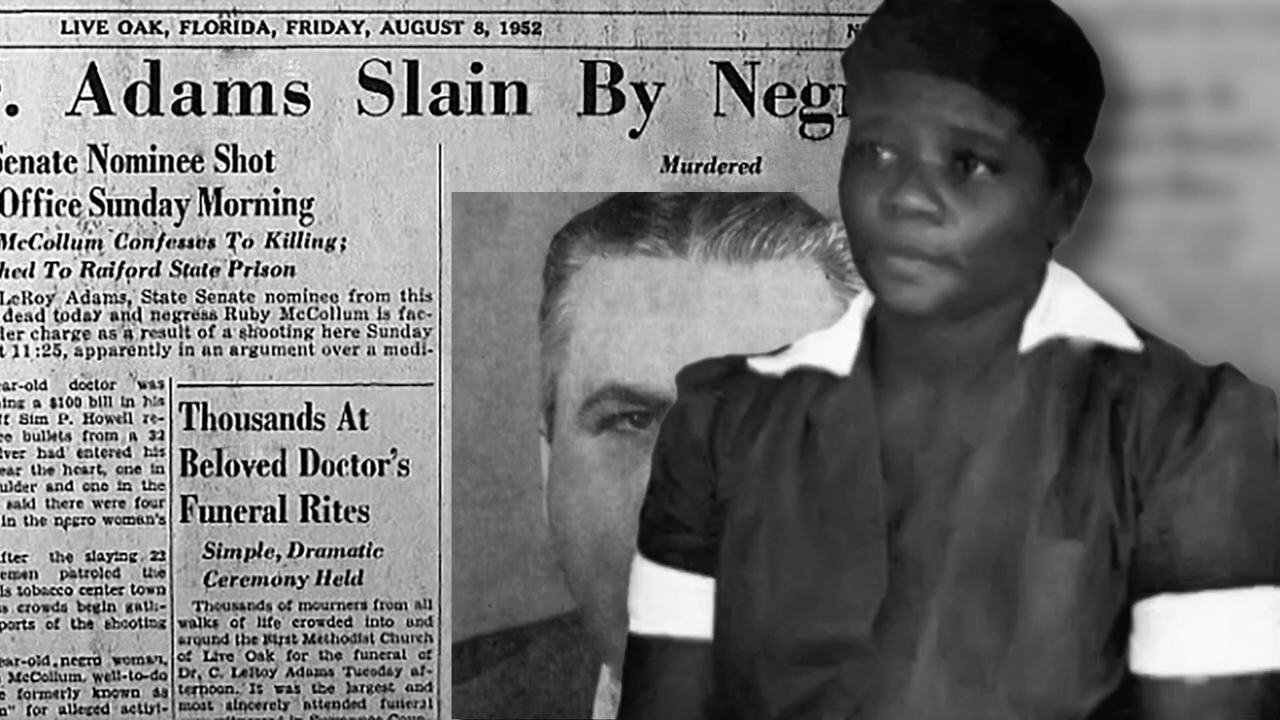 LIVE OAK, FLORIDA, FRIDAY, AUGUST 8, 1952
. Adams Slain By Negr
Senate Nominee Shot
Office Sunday Morning
McCollum Confesses To Killing;
hed To Raiford State Prison
LeRoy Adams, State Senate nominee from this
dead today and negress Ruby McCollum is fac-
der charge as a result of a shooting here Sunday
t 11:25, apparently in an argument over a medi-
ear-old doctor was
ing a $100 bill in his
ff Sim P. Howell re-
ee bullets from a 32
lver had entered his
ear the heart, one in
ulder and one in the
said there were four
in the negro woman's
fter the slaying 23
emen patroled the
is tobacco center town
s crowds begin gath-
ports of the shooting
ear-old, negro woman,
McCollum, well-to-do
e formerly known as
n" for alleged activi-
Thousands At
Beloved Doctor's
Funeral Rites
Simple, Dramatic
Ceremony Held
Thousands of mourners from all
walks of life crowded into and
around the First Methodist Church
of Live Oak for the funeral of
Dr. C. LeRoy Adams Tuesday af-
ternoon. It was the largest and
most sincerely attended funeral
Murdered